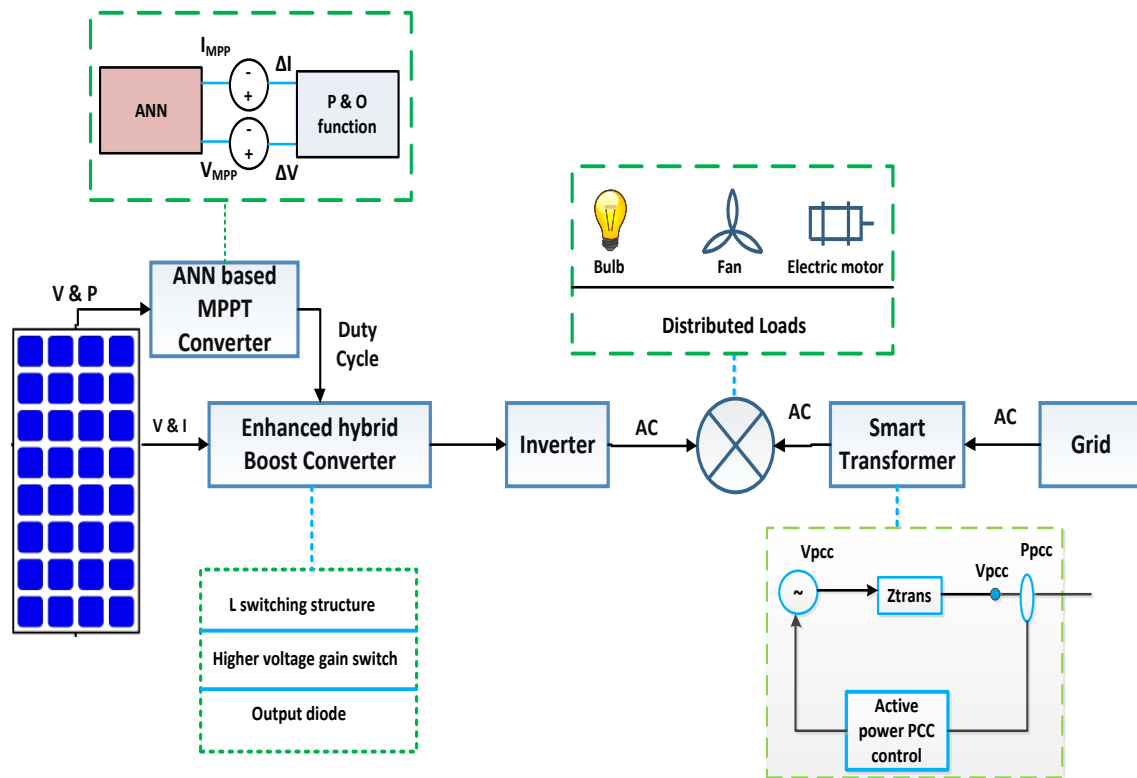 I_MPP
ΔI
-
+
ANN
P & O
function
-
+
V_MPP
ΔV
Bulb
Fan
Electric motor
Distributed Loads
V & P
ANN based
MPPT
Converter
Duty
Cycle
V & I
Enhanced hybrid
Boost Converter
Inverter
AC
AC
Smart
Transformer
AC
Grid
L switching structure
Higher voltage gain switch
Output diode
Vpcc
~
Ztrans
Vpcc
Ppcc
Active
power PCC
control